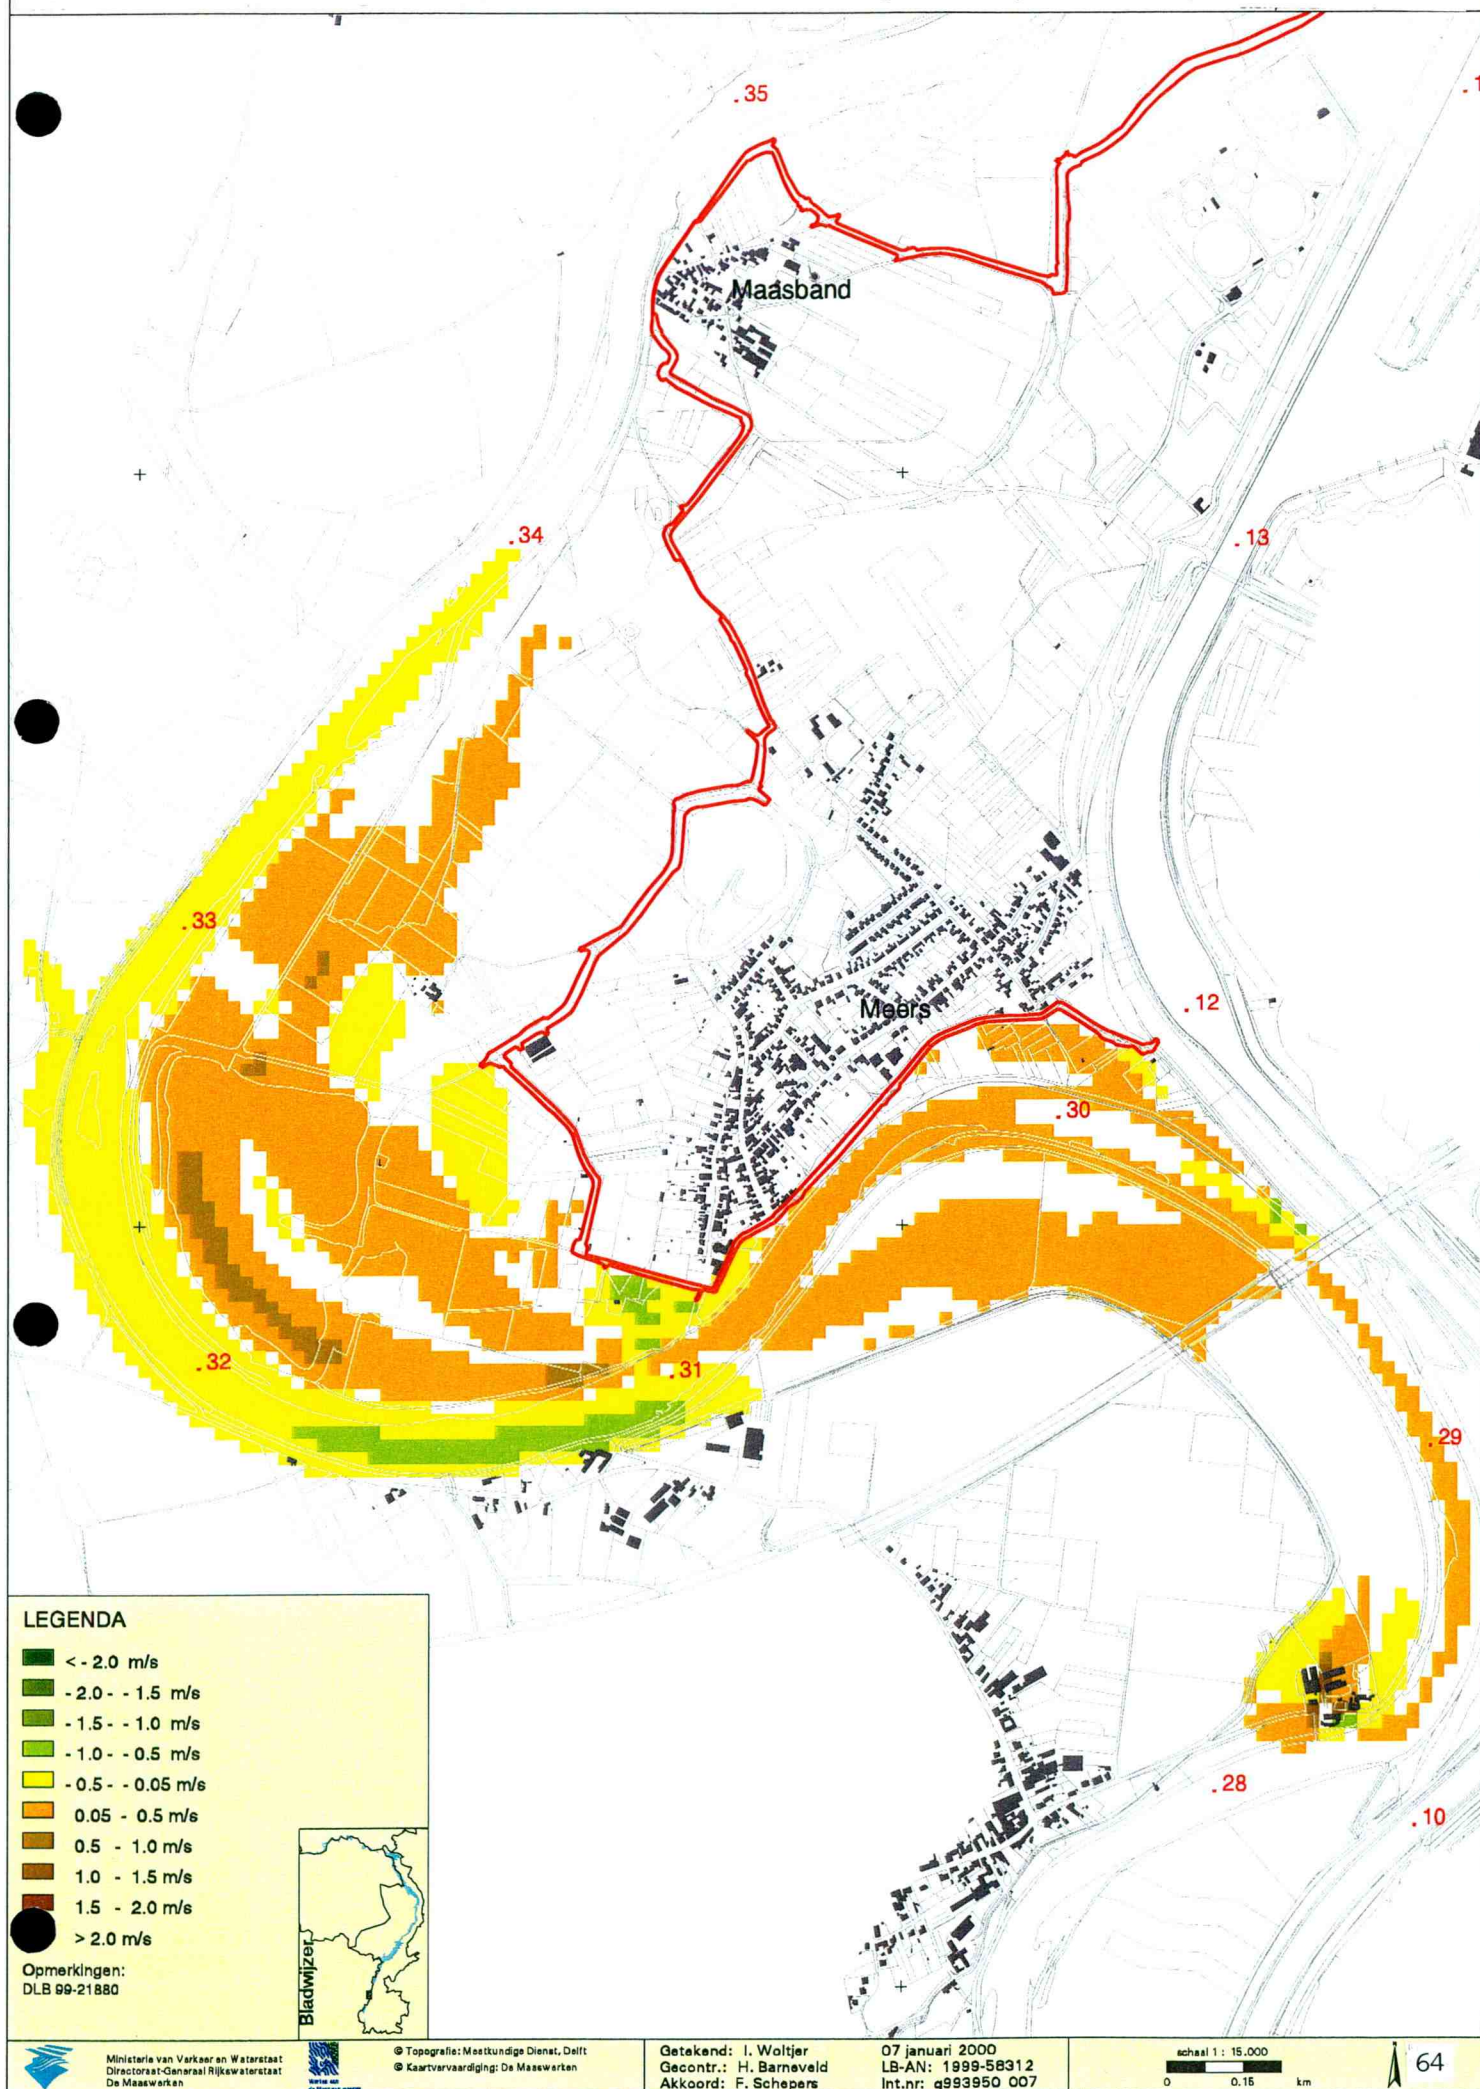 .35
.1
Maasband
.34
.13
.33
.12
Meers
.30
.32
.31
.29
.28
.10
LEGENDA
< - 2.0 m/s
- 2.0 - - 1.5 m/s
- 1.5 - - 1.0 m/s
- 1.0 - - 0.5 m/s
- 0.5 - - 0.05 m/s
0.05 - 0.5 m/s
0.5 - 1.0 m/s
1.0 - 1.5 m/s
1.5 - 2.0 m/s
> 2.0 m/s
Opmerkingen:
DLB 99-21880
Bladwijzer
Ministerie van Verkeer en Waterstaat
Directoraat-Generaal Rijkswaterstaat
De Maaswerken
© Topografie: Meetkundige Dienst, Delft
© Kaartvervaardiging: De Maaswerken
Getekend: I. Woltjer
Gecontr.: H. Barneveld
Akkoord: F. Schepers
07 januari 2000
LB-AN: 1999-58312
Int.nr: g993950 007
schaal 1 : 15.000
0 0.15 km
64